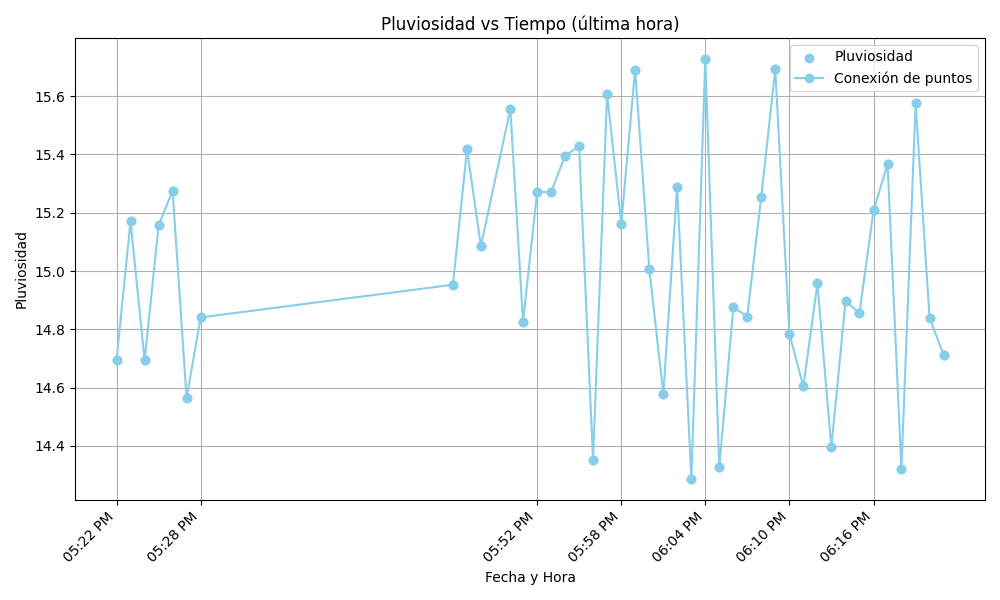 Pluviosidad vs Tiempo (última hora)
Pluviosidad
Conexión de puntos
Pluviosidad
15.6
15.4
15.2
15.0
14.8
14.6
14.4
05:22 PM
05:28 PM
05:52 PM
05:58 PM
06:04 PM
06:10 PM
06:16 PM
Fecha y Hora